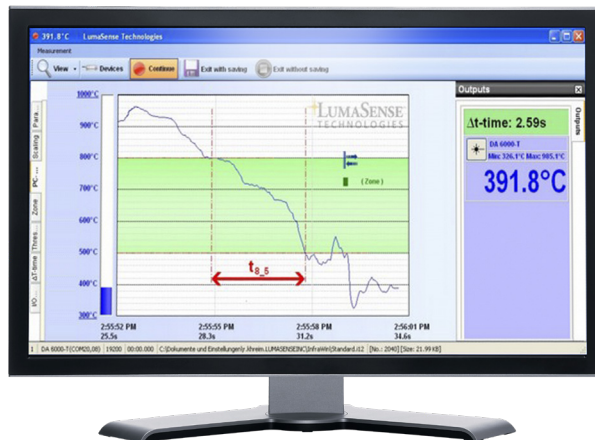 391.8°C LumaSense Technologies
Measurement
View Devices Continue Exit with saving Exit without saving
Outputs
Para...
Scaling
PC- ...
Zone
Thres...
ΔT-time
I/O...
1000°C
900°C
800°C
700°C
600°C
500°C
400°C
300°C
LUMASENSE
TECHNOLOGIES
(Zone)
t8_5
2:55:52 PM 2:55:55 PM 2:55:58 PM 2:56:01 PM
25.5s 28.3s 31.2s 34.6s
Δt-time: 2.59s
DA 6000-T
Min: 326.1°C Max: 985.1°C
391.8°C
Outputs
1 DA 6000-T(COM20,08) 19200 00:00.000 [No.: 2040] [Size: 21.99 KB]